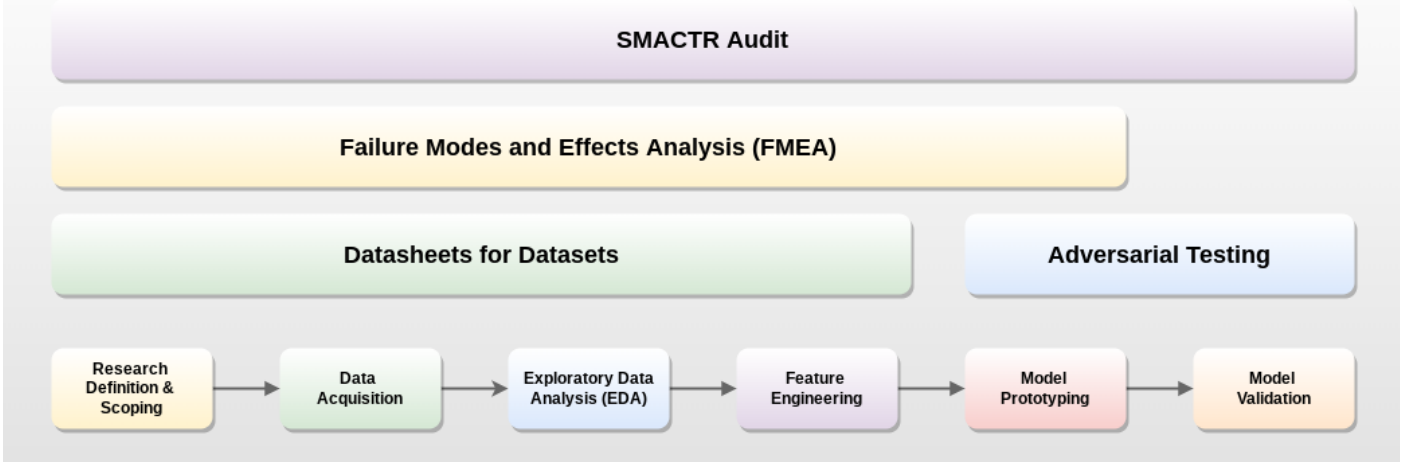 SMACTR Audit
Failure Modes and Effects Analysis (FMEA)
Datasheets for Datasets
Adversarial Testing
Research
Definition &
Scoping
Data
Acquisition
Exploratory Data
Analysis (EDA)
Feature
Engineering
Model
Prototyping
Model
Validation